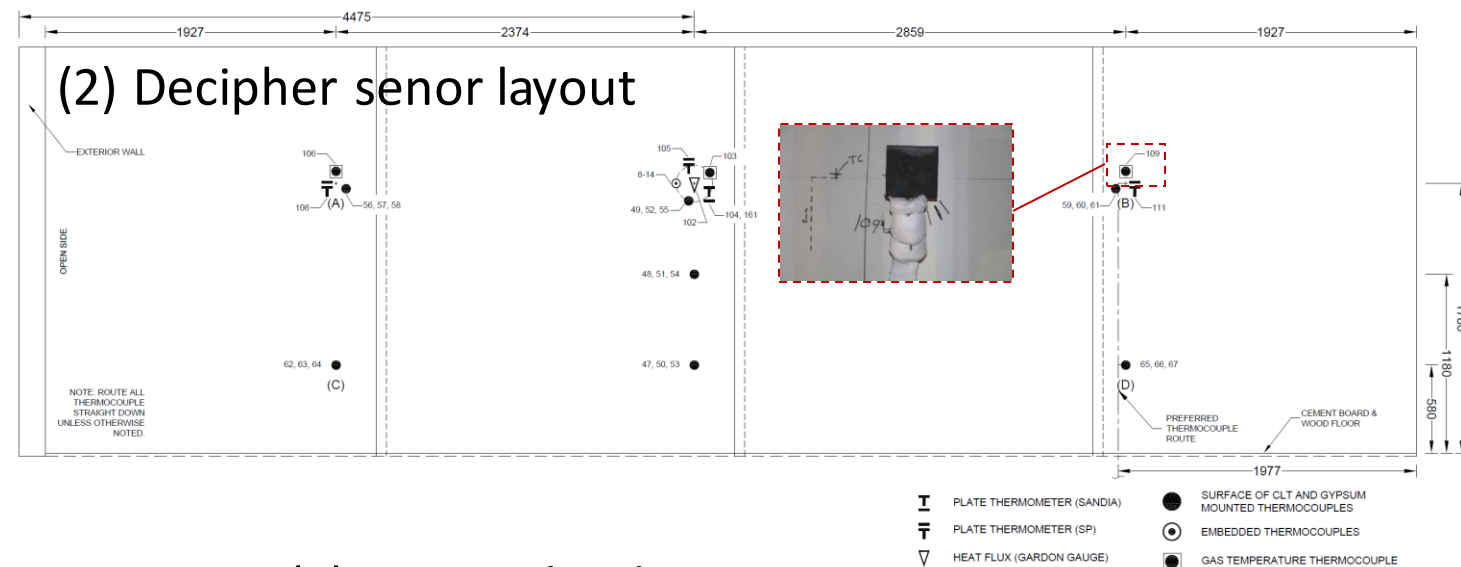 4475
1927
2374
2859
1927
(2) Decipher senor layout
EXTERIOR WALL
OPEN SIDE
106
108
(A)
56, 57, 58
105
103
8-14
49, 52, 55
102
104, 161
TC
109
59, 60, 61
(B)
111
48, 51, 54
62, 63, 64
(C)
47, 50, 53
65, 66, 67
(D)
1180
580
NOTE: ROUTE ALL
THERMOCOUPLE
STRAIGHT DOWN
UNLESS OTHERWISE
NOTED.
PREFERRED
THERMOCOUPLE
ROUTE
CEMENT BOARD &
WOOD FLOOR
1977
PLATE THERMOMETER (SANDIA)
PLATE THERMOMETER (SP)
HEAT FLUX (GARDON GAUGE)
SURFACE OF CLT AND GYPSUM
MOUNTED THERMOCOUPLES
EMBEDDED THERMOCOUPLES
GAS TEMPERATURE THERMOCOUPLE